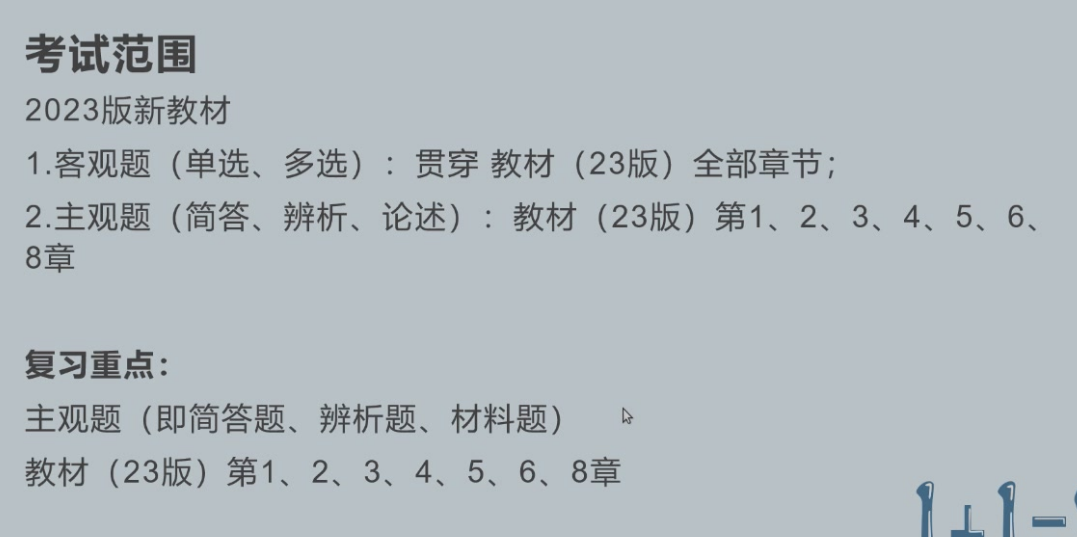 考试范围
2023版新教材
1.客观题（单选、多选）：贯穿 教材（23版）全部章节；
2.主观题（简答、辨析、论述）：教材（23版）第1、2、3、4、5、6、
8章
复习重点：
主观题（即简答题、辨析题、材料题）
教材（23版）第1、2、3、4、5、6、8章
1+1=